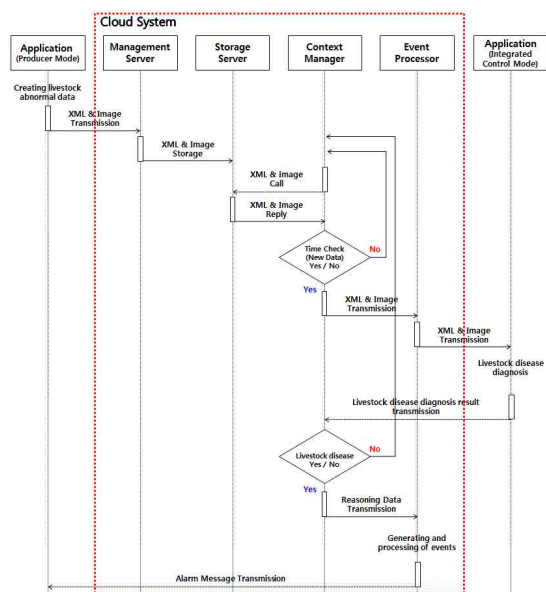 Cloud System
Application
(Producer Mode)
Management
Server
Storage
Server
Context
Manager
Event
Processor
Application
(Integrated
Control Mode)
Creating livestock
abnormal data
XML & Image
Transmission
XML & Image
Storage
XML & Image
Call
XML & Image
Reply
Time Check
(New Data)
Yes / No
No
Yes
XML & Image
Transmission
XML & Image
Transmission
Livestock disease
diagnosis
Livestock disease diagnosis result
transmission
Livestock disease
Yes / No
No
Yes
Reasoning Data
Transmission
Generating and
processing of events
Alarm Message Transmission